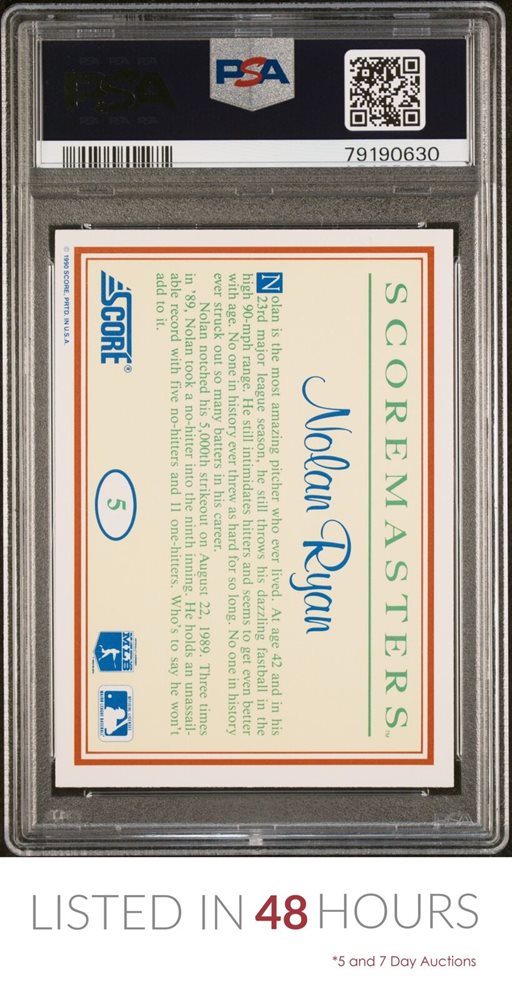 PSA
79190630
SCOREMASTERS™
Nolan Ryan
Nolan is the most amazing pitcher who ever lived. At age 42 and in his
23rd major league season, he still throws his dazzling fastball in the
high 90-mph range. He still intimidates hitters and seems to get even better
with age. No one in history ever threw as hard for so long. No one in history
ever struck out so many batters in his career.
Nolan notched his 5,000th strikeout on August 22, 1989. Three times
in '89, Nolan took a no-hitter into the ninth inning. He holds an unassail-
able record with five no-hitters and 11 one-hitters. Who's to say he won't
add to it.
SCORE®
5
© 1990 SCORE, PRTD. IN U.S.A.
PSA
LISTED IN 48 HOURS
*5 and 7 Day Auctions